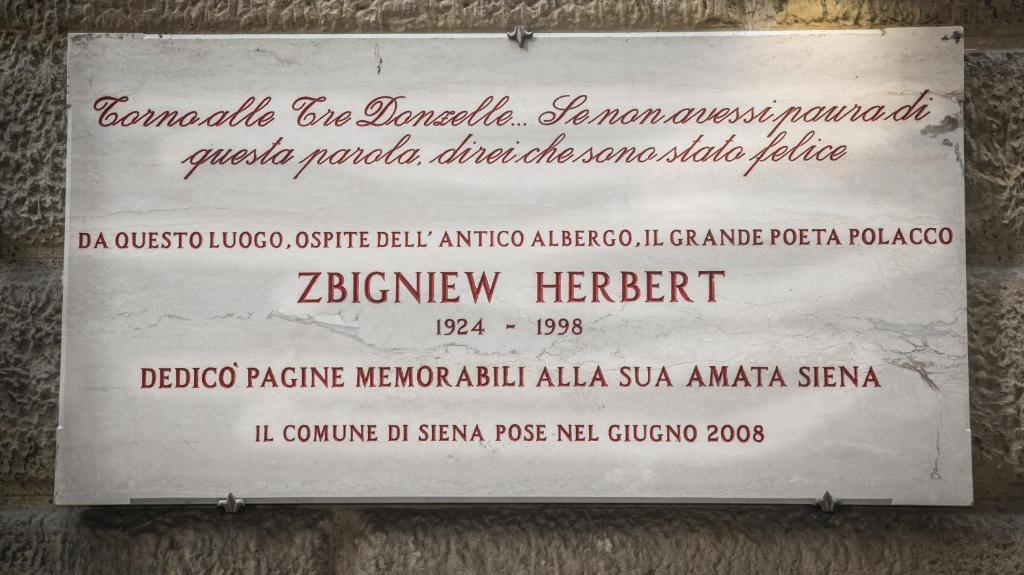 Torno alle Tre Donzelle... Se non avessi paura di
questa parola, direi che sono stato felice
DA QUESTO LUOGO, OSPITE DELL' ANTICO ALBERGO, IL GRANDE POETA POLACCO
ZBIGNIEW HERBERT
1924 - 1998
DEDICO' PAGINE MEMORABILI ALLA SUA AMATA SIENA
IL COMUNE DI SIENA POSE NEL GIUGNO 2008